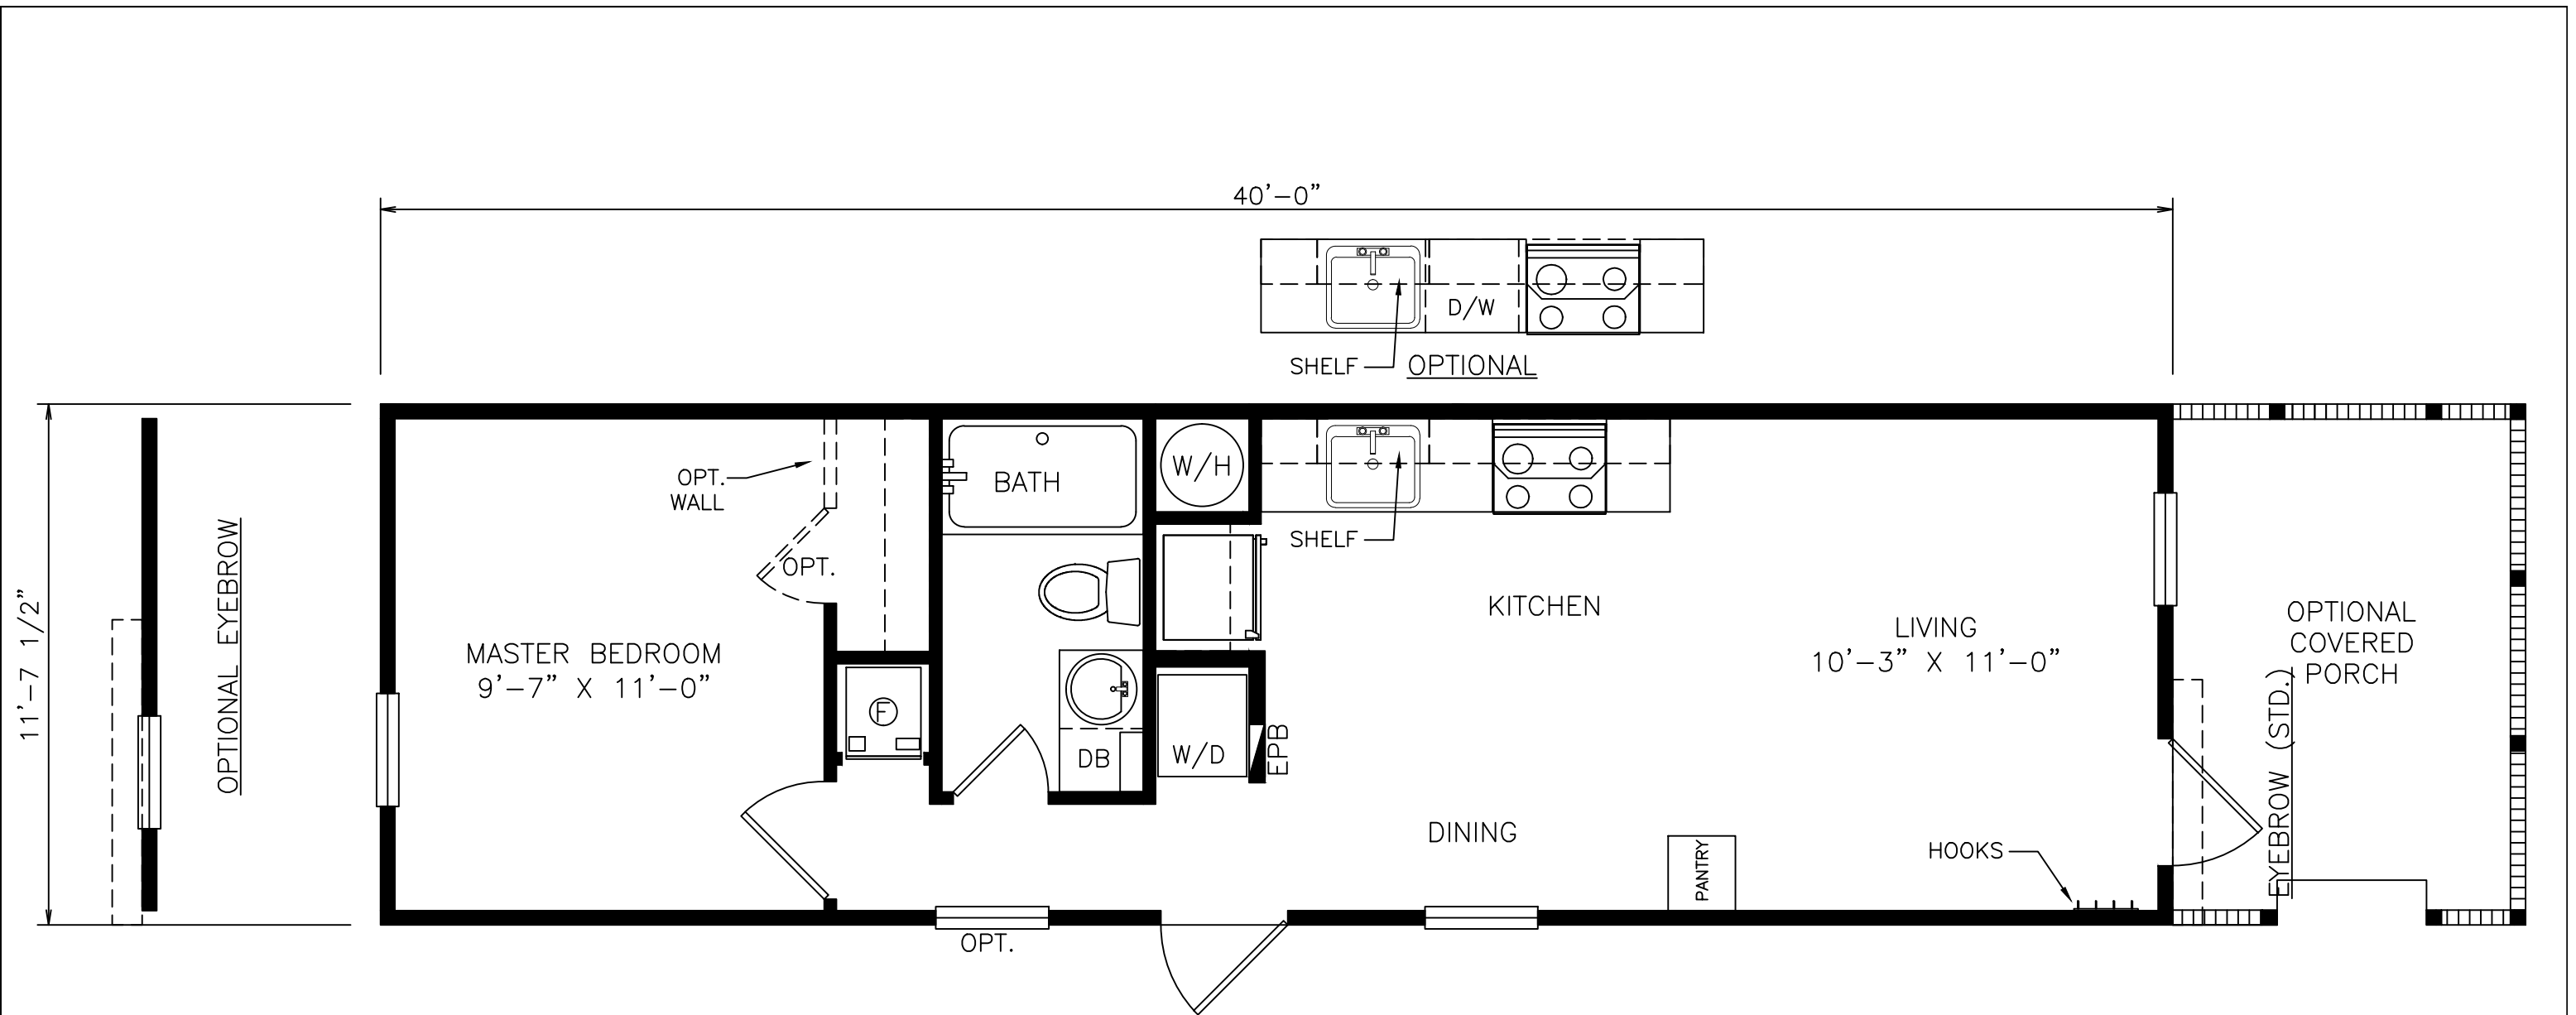 40'-0"
D/W
SHELF
OPTIONAL
11'-7 1/2"
OPTIONAL EYEBROW
OPT.
WALL
OPT.
MASTER BEDROOM
9'-7" X 11'-0"
F
BATH
W/H
DB
W/D
EPB
SHELF
KITCHEN
DINING
LIVING
10'-3" X 11'-0"
PANTRY
HOOKS
EYEBROW (STD.)
OPTIONAL
COVERED
PORCH
OPT.